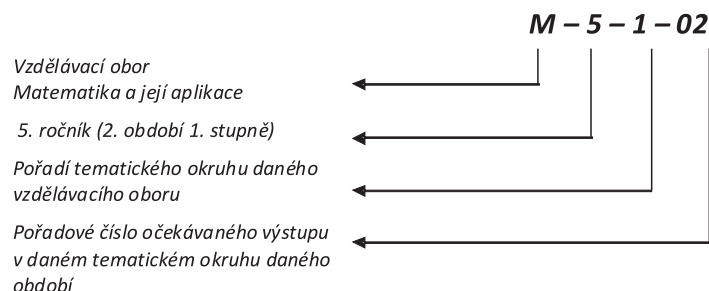 M – 5 – 1 – 02
Vzdělávací obor
Matematika a její aplikace
5. ročník (2. období 1. stupně)
Pořadí tematického okruhu daného
vzdělávacího oboru
Pořadové číslo očekávaného výstupu
v daném tematickém okruhu daného
období